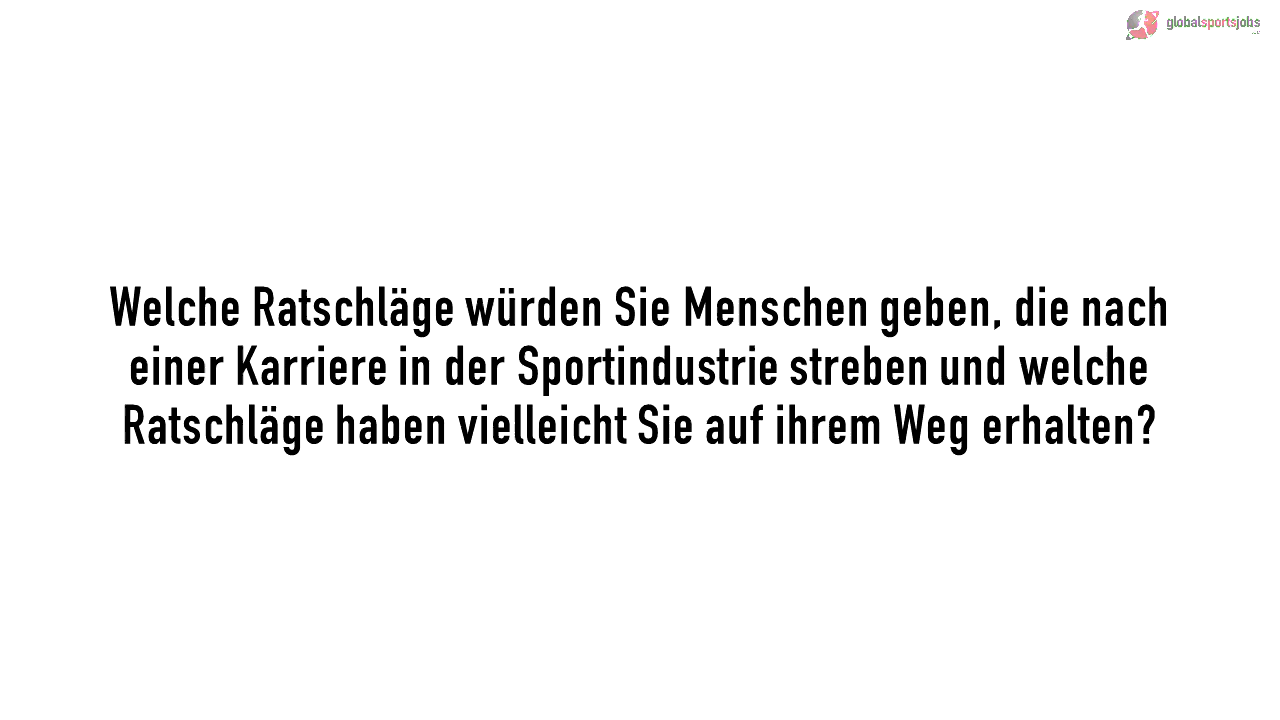 globalsportsjobs
Welche Ratschläge würden Sie Menschen geben, die nach
einer Karriere in der Sportindustrie streben und welche
Ratschläge haben vielleicht Sie auf ihrem Weg erhalten?